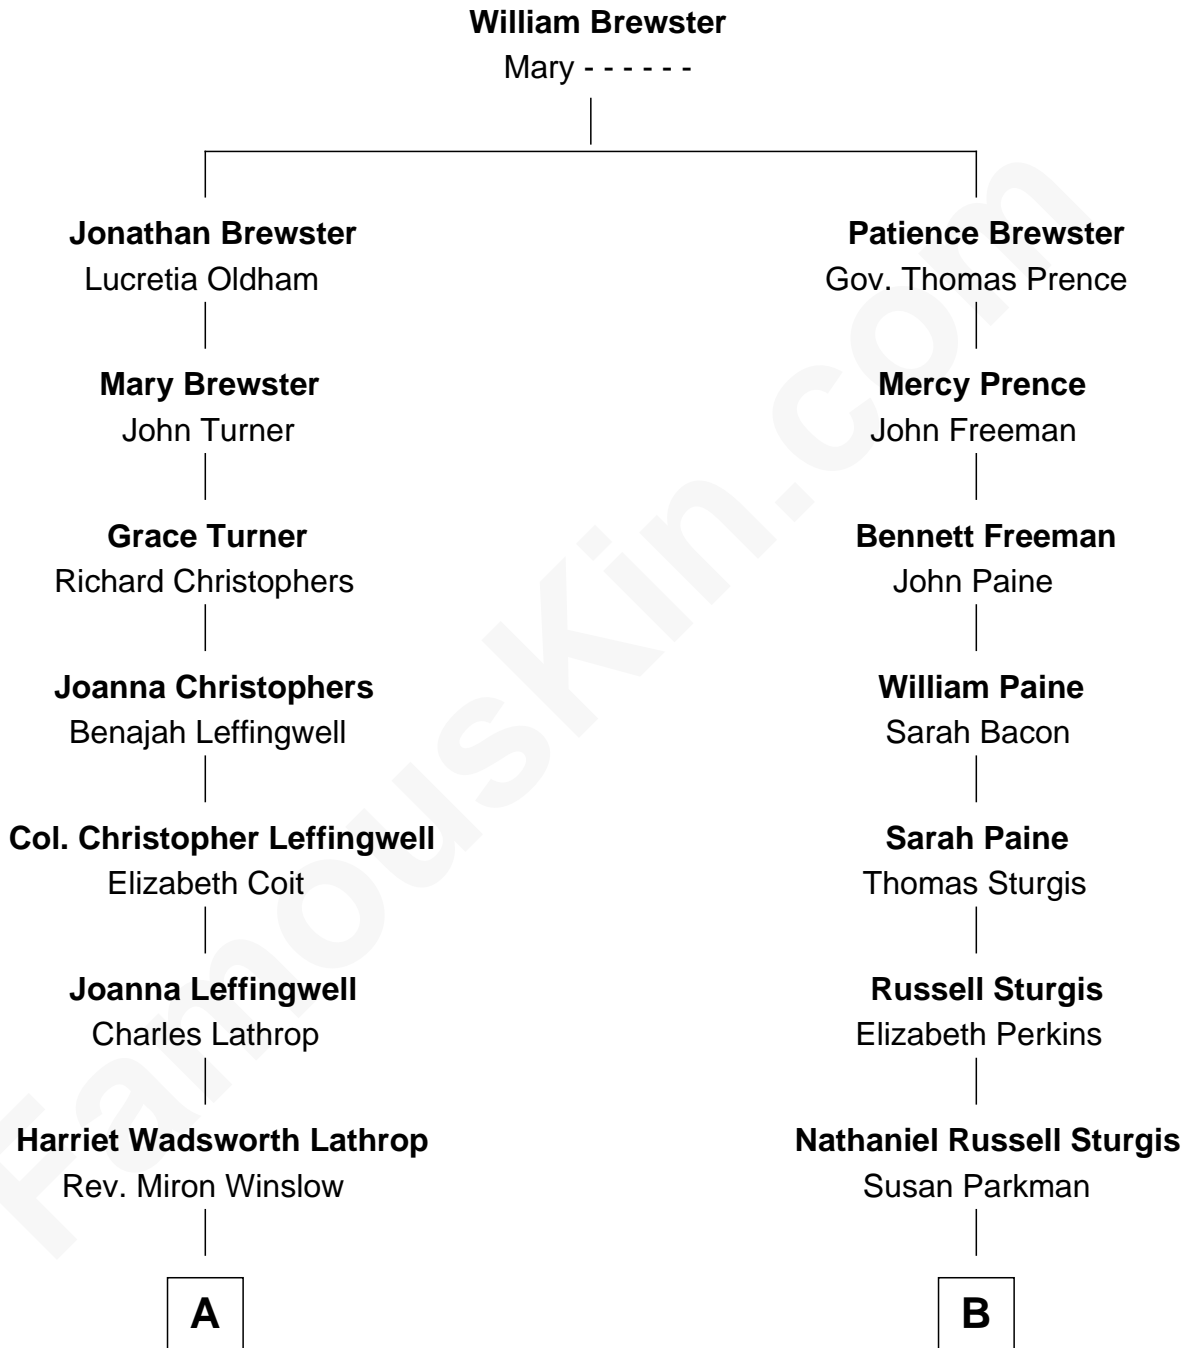 William Brewster
Mary - - - - - -
Jonathan Brewster
Lucretia Oldham
Patience Brewster
Gov. Thomas Prence
Mary Brewster
John Turner
Mercy Prence
John Freeman
Grace Turner
Richard Christophers
Bennett Freeman
John Paine
Joanna Christophers
Benajah Leffingwell
William Paine
Sarah Bacon
Col. Christopher Leffingwell
Elizabeth Coit
Sarah Paine
Thomas Sturgis
Joanna Leffingwell
Charles Lathrop
Russell Sturgis
Elizabeth Perkins
Harriet Wadsworth Lathrop
Rev. Miron Winslow
Nathaniel Russell Sturgis
Susan Parkman
A
B
FamousKin.com